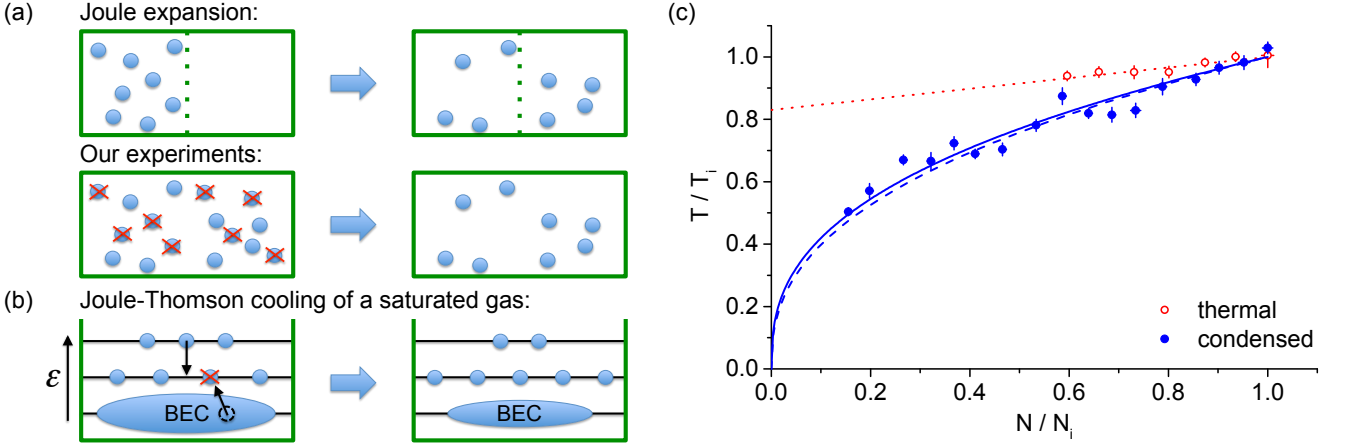 (a)
Joule expansion:
Our experiments:
(b)
Joule-Thomson cooling of a saturated gas:
ε
BEC
BEC
(c)
T / Tᵢ
1.0
0.8
0.6
0.4
0.2
0.0
0.0 0.2 0.4 0.6 0.8 1.0
N / Nᵢ
thermal
condensed